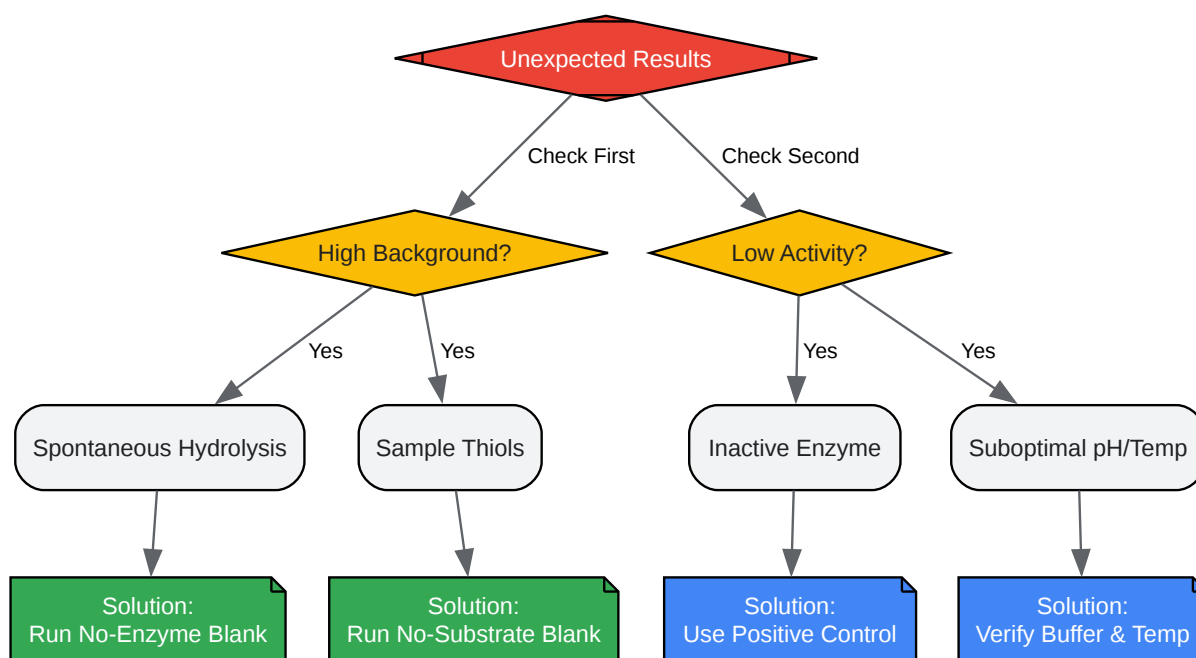 Unexpected Results
Check First
Check Second
High Background?
Low Activity?
Yes
Yes
Yes
Yes
Spontaneous Hydrolysis
Sample Thiols
Inactive Enzyme
Suboptimal pH/Temp
Solution:
Run No-Enzyme Blank
Solution:
Run No-Substrate Blank
Solution:
Use Positive Control
Solution:
Verify Buffer & Temp